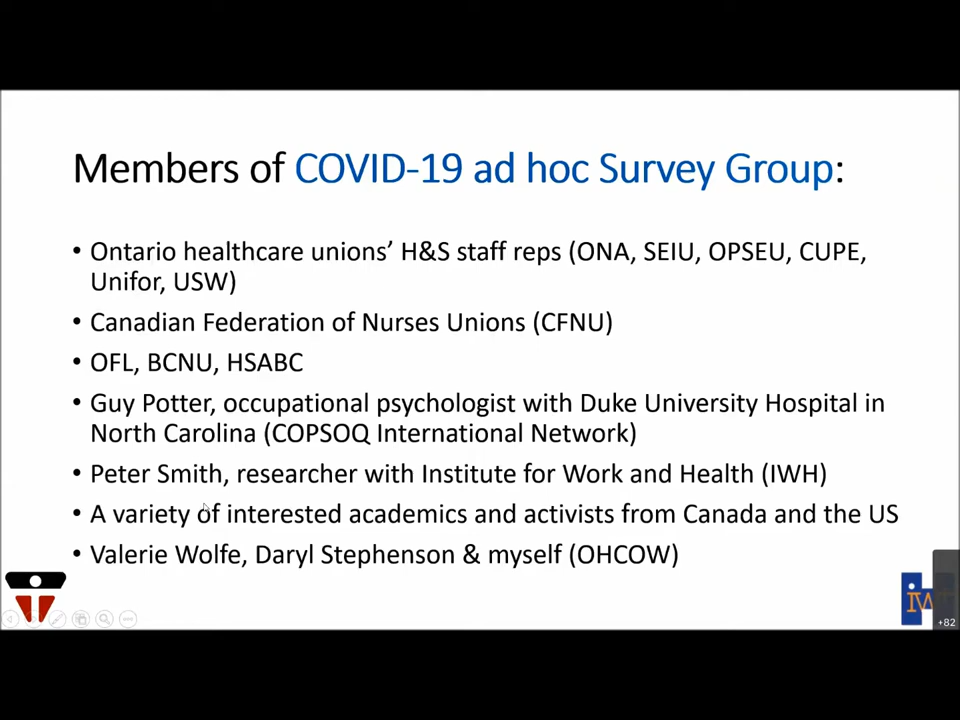 Members of COVID-19 ad hoc Survey Group:
• Ontario healthcare unions’ H&S staff reps (ONA, SEIU, OPSEU, CUPE,
Unifor, USW)
• Canadian Federation of Nurses Unions (CFNU)
• OFL, BCNU, HSABC
• Guy Potter, occupational psychologist with Duke University Hospital in
North Carolina (COPSOQ International Network)
• Peter Smith, researcher with Institute for Work and Health (IWH)
• A variety of interested academics and activists from Canada and the US
• Valerie Wolfe, Daryl Stephenson & myself (OHCOW)
+82